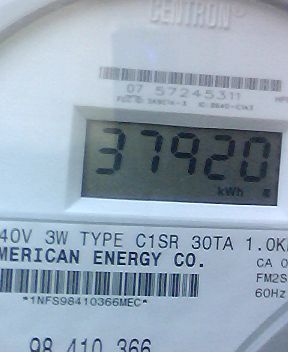 CENTRON
07 57245311
37920
kWh
40V 3W TYPE C1SR 30TA 1.0K
MERICAN ENERGY CO.
CA 0
FM2S
60Hz
*1NFS98410366MEC*
98 410 366